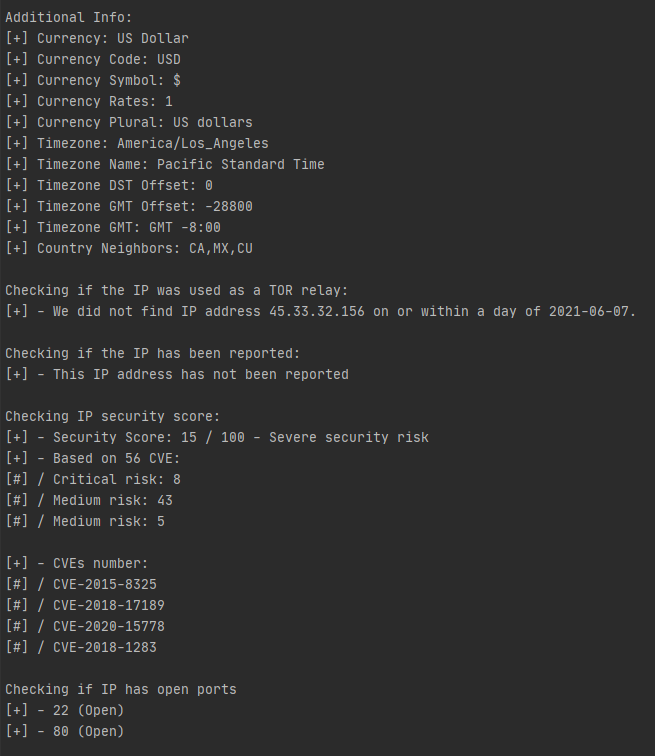 Additional Info:
[+] Currency: US Dollar
[+] Currency Code: USD
[+] Currency Symbol: $
[+] Currency Rates: 1
[+] Currency Plural: US dollars
[+] Timezone: America/Los_Angeles
[+] Timezone Name: Pacific Standard Time
[+] Timezone DST Offset: 0
[+] Timezone GMT Offset: -28800
[+] Timezone GMT: GMT -8:00
[+] Country Neighbors: CA,MX,CU
Checking if the IP was used as a TOR relay:
[+] - We did not find IP address 45.33.32.156 on or within a day of 2021-06-07.
Checking if the IP has been reported:
[+] - This IP address has not been reported
Checking IP security score:
[+] - Security Score: 15 / 100 - Severe security risk
[+] - Based on 56 CVE:
[#] / Critical risk: 8
[#] / Medium risk: 43
[#] / Medium risk: 5
[+] - CVEs number:
[#] / CVE-2015-8325
[#] / CVE-2018-17189
[#] / CVE-2020-15778
[#] / CVE-2018-1283
Checking if IP has open ports
[+] - 22 (Open)
[+] - 80 (Open)